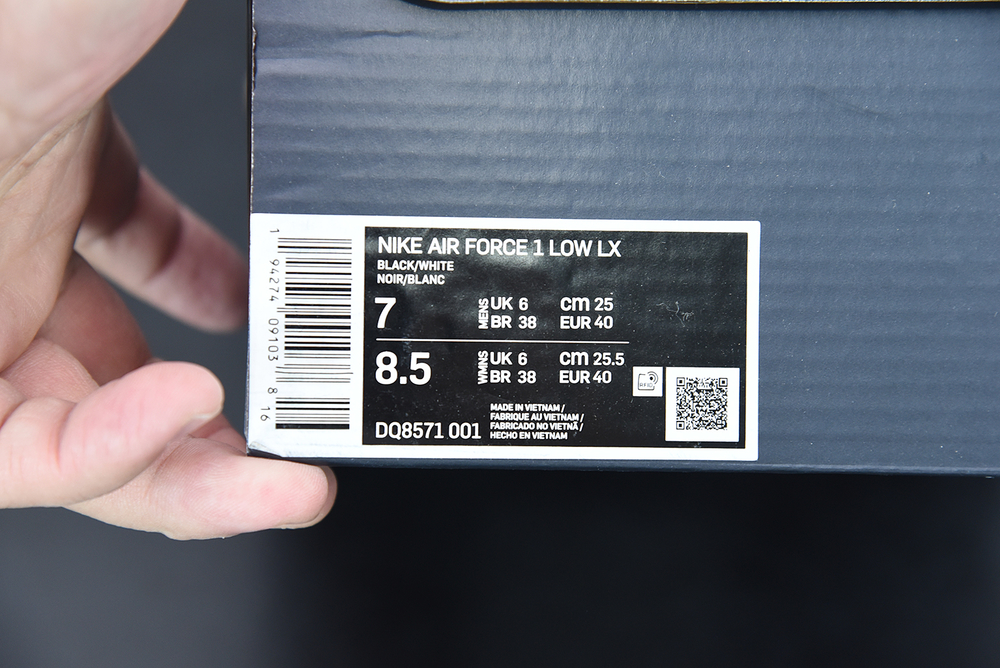 NIKE AIR FORCE 1 LOW LX
BLACK/WHITE
NOIR/BLANC
7
MENS
UK 6
cm 25
BR 38
EUR 40
8.5
WMNS
UK 6
cm 25.5
BR 38
EUR 40
RFID
DQ8571 001
MADE IN VIETNAM /
FABRIQUE AU VIETNAM /
FABRICADO NO VIETNÃ /
HECHO EN VIETNAM
1 94274 09103 8 16